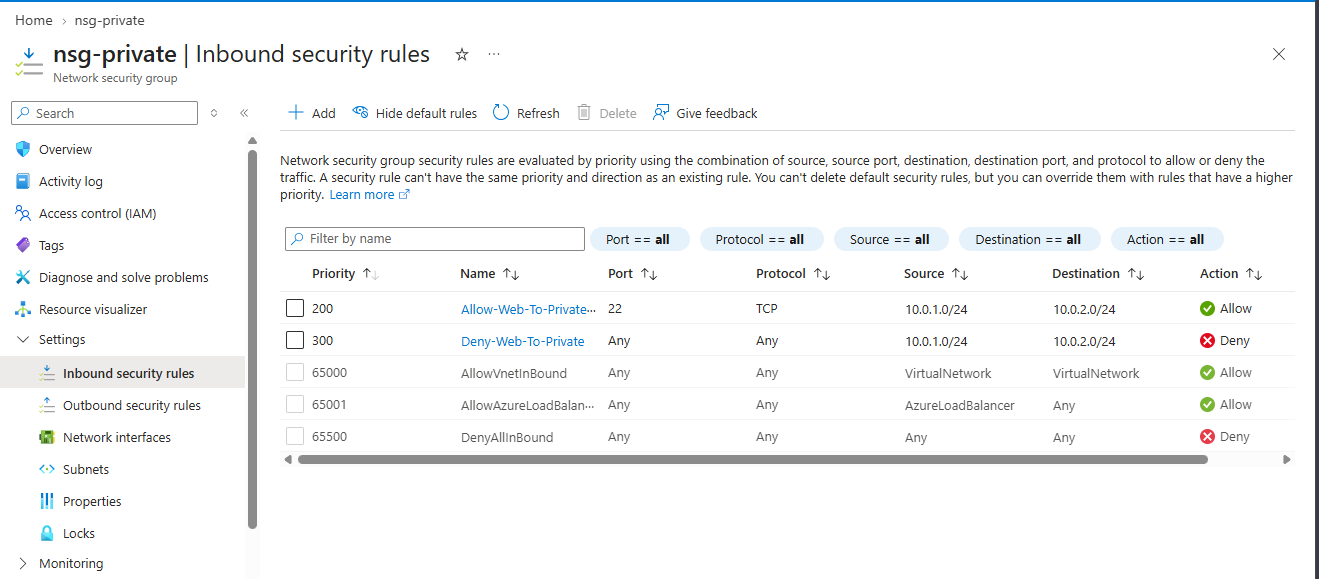 Home > nsg-private
nsg-private | Inbound security rules
Network security group
Search
Overview
Activity log
Access control (IAM)
Tags
Diagnose and solve problems
Resource visualizer
Settings
Inbound security rules
Outbound security rules
Network interfaces
Subnets
Properties
Locks
Monitoring
Add Hide default rules Refresh Delete Give feedback
Network security group security rules are evaluated by priority using the combination of source, source port, destination, destination port, and protocol to allow or deny the
traffic. A security rule can't have the same priority and direction as an existing rule. You can't delete default security rules, but you can override them with rules that have a higher
priority. Learn more
Filter by name Port == all Protocol == all Source == all Destination == all Action == all
Priority Name Port Protocol Source Destination Action
200 Allow-Web-To-Private... 22 TCP 10.0.1.0/24 10.0.2.0/24 Allow
300 Deny-Web-To-Private Any Any 10.0.1.0/24 10.0.2.0/24 Deny
65000 AllowVnetInBound Any Any VirtualNetwork VirtualNetwork Allow
65001 AllowAzureLoadBalan... Any Any AzureLoadBalancer Any Allow
65500 DenyAllInBound Any Any Any Any Deny